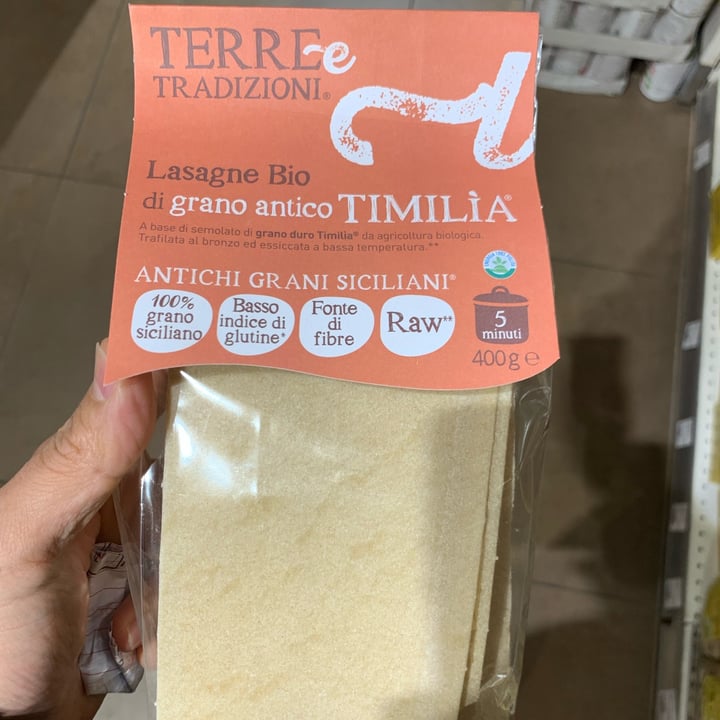 TERRE-e
TRADIZIONI®
Lasagne Bio
di grano antico TIMILÌA®
A base di semolato di grano duro Timilìa® da agricoltura biologica.
Trafilata al bronzo ed essiccata a bassa temperatura.**
ANTICHI GRANI SICILIANI®
100%
grano
siciliano
Basso
indice di
glutine*
Fonte
di
fibre
Raw**
5
minuti
400g e